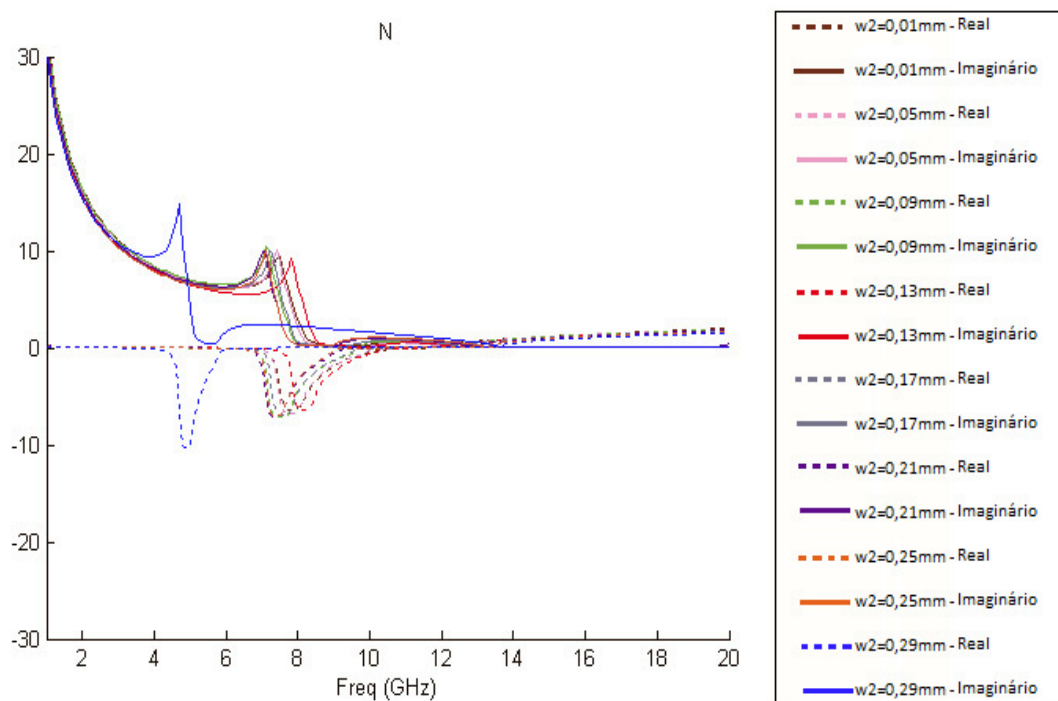 N
30
20
10
0
-10
-20
-30
2 4 6 8 10 12 14 16 18 20
Freq (GHz)
w2=0,01mm - Real
w2=0,01mm - Imaginário
w2=0,05mm - Real
w2=0,05mm - Imaginário
w2=0,09mm - Real
w2=0,09mm - Imaginário
w2=0,13mm - Real
w2=0,13mm - Imaginário
w2=0,17mm - Real
w2=0,17mm - Imaginário
w2=0,21mm - Real
w2=0,21mm - Imaginário
w2=0,25mm - Real
w2=0,25mm - Imaginário
w2=0,29mm - Real
w2=0,29mm - Imaginário